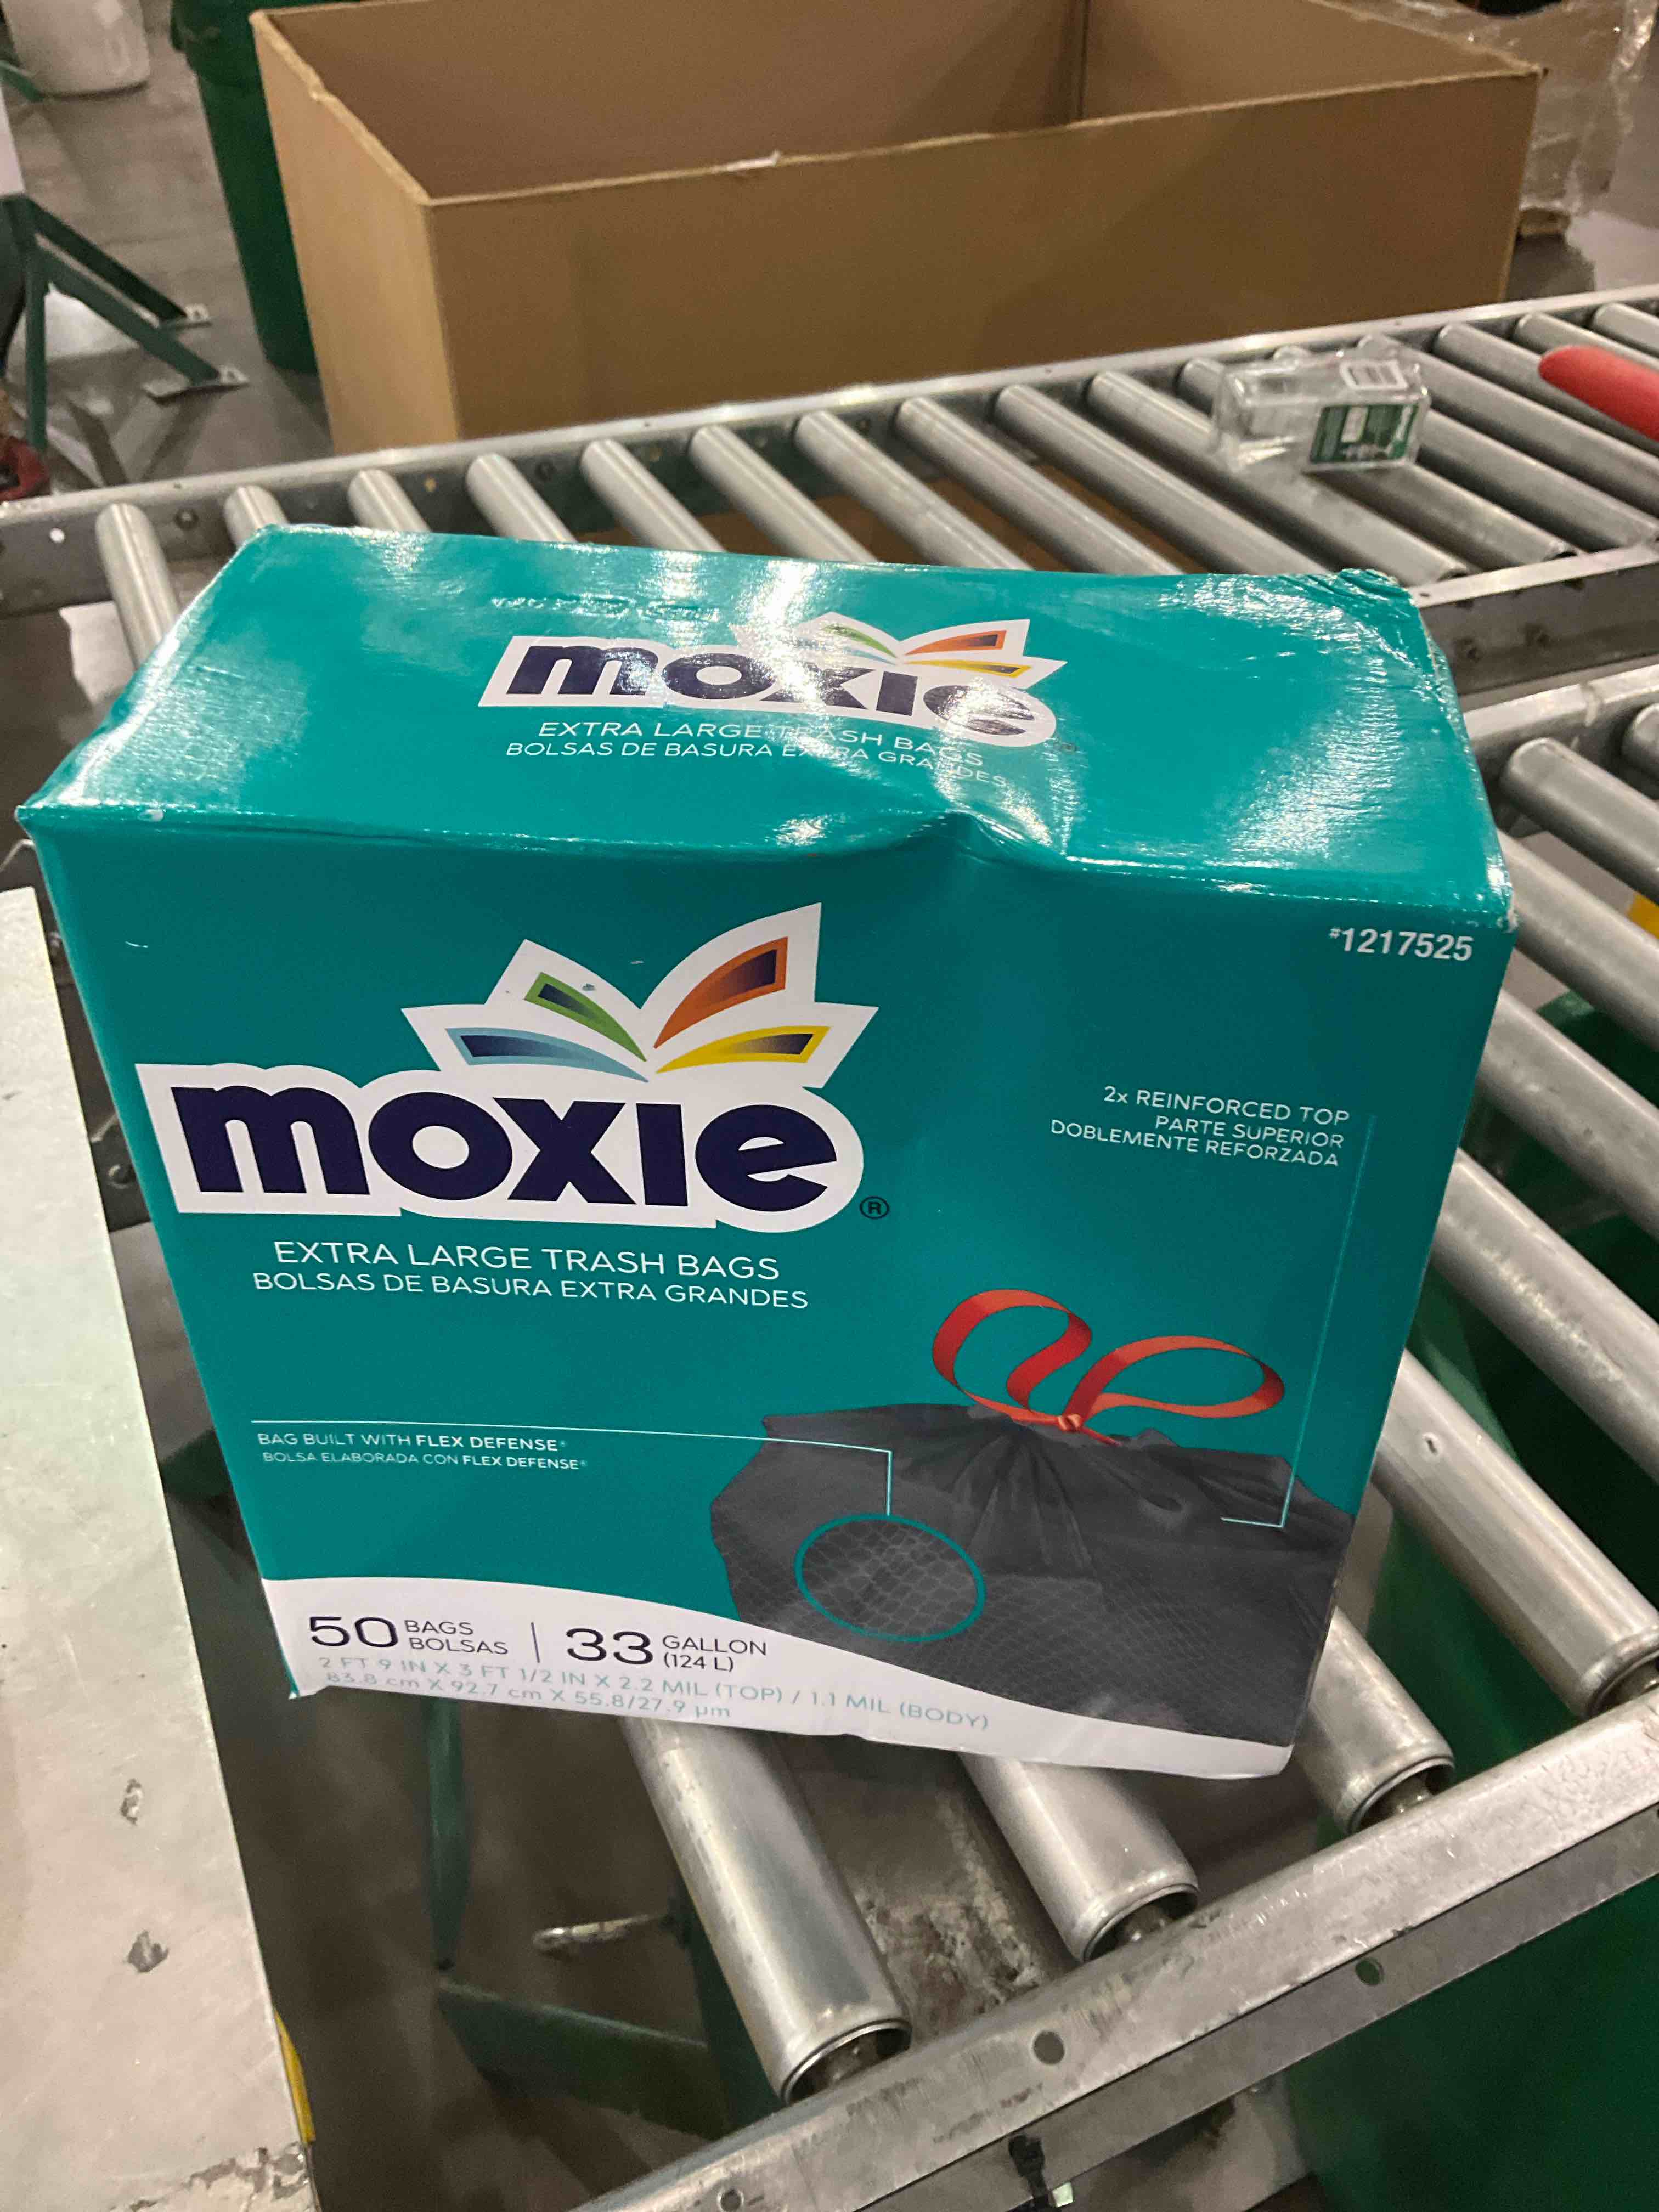 moxie
EXTRA LARGE TRASH BAGS
BOLSAS DE BASURA EXTRA GRANDES
#1217525
moxie®
EXTRA LARGE TRASH BAGS
BOLSAS DE BASURA EXTRA GRANDES
2x REINFORCED TOP
PARTE SUPERIOR
DOBLEMENTE REFORZADA
BAG BUILT WITH FLEX DEFENSE®
BOLSA ELABORADA CON FLEX DEFENSE®
50 BAGS BOLSAS | 33 GALLON (124 L)
2 FT 9 IN X 3 FT 1/2 IN X 2.2 MIL (TOP) / 1.1 MIL (BODY)
83.8 cm X 92.7 cm X 55.8/27.9 µm